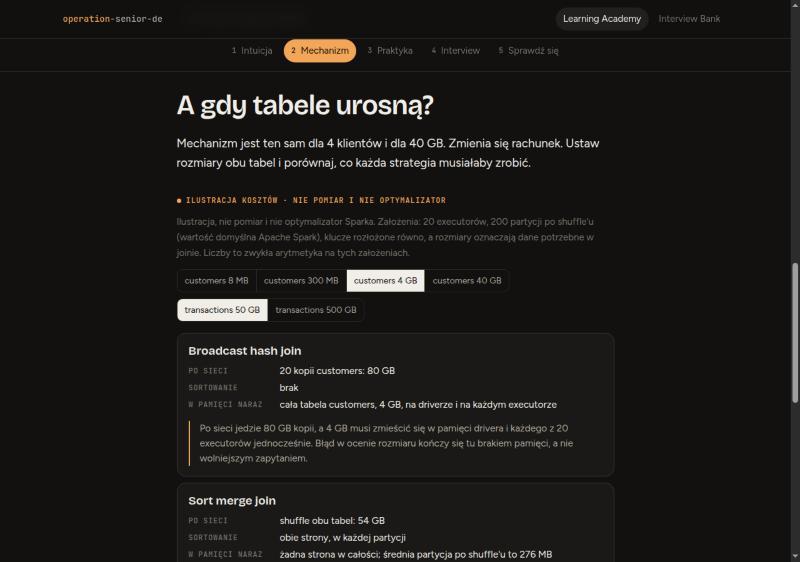 operation-senior-de
Learning Academy
Interview Bank
1 Intuicja
2 Mechanizm
3 Praktyka
4 Interview
5 Sprawdź się
A gdy tabele urosną?
Mechanizm jest ten sam dla 4 klientów i dla 40 GB. Zmienia się rachunek. Ustaw
rozmiary obu tabel i porównaj, co każda strategia musiałaby zrobić.
ILUSTRACJA KOSZTÓW · NIE POMIAR I NIE OPTYMALIZATOR
Ilustracja, nie pomiar i nie optymalizator Sparka. Założenia: 20 executorów, 200 partycji po shuffle'u
(wartość domyślna Apache Spark), klucze rozłożone równo, a rozmiary oznaczają dane potrzebne w
joinie. Liczby to zwykła arytmetyka na tych założeniach.
customers 8 MB
customers 300 MB
customers 4 GB
customers 40 GB
transactions 50 GB
transactions 500 GB
Broadcast hash join
PO SIECI 20 kopii customers: 80 GB
SORTOWANIE brak
W PAMIĘCI NARAZ cała tabela customers, 4 GB, na driverze i na każdym executorze
Po sieci jedzie 80 GB kopii, a 4 GB musi zmieścić się w pamięci drivera i każdego z 20
executorów jednocześnie. Błąd w ocenie rozmiaru kończy się tu brakiem pamięci, a nie
wolniejszym zapytaniem.
Sort merge join
PO SIECI shuffle obu tabel: 54 GB
SORTOWANIE obie strony, w każdej partycji
W PAMIĘCI NARAZ żadna strona w całości; średnia partycja po shuffle'u to 276 MB